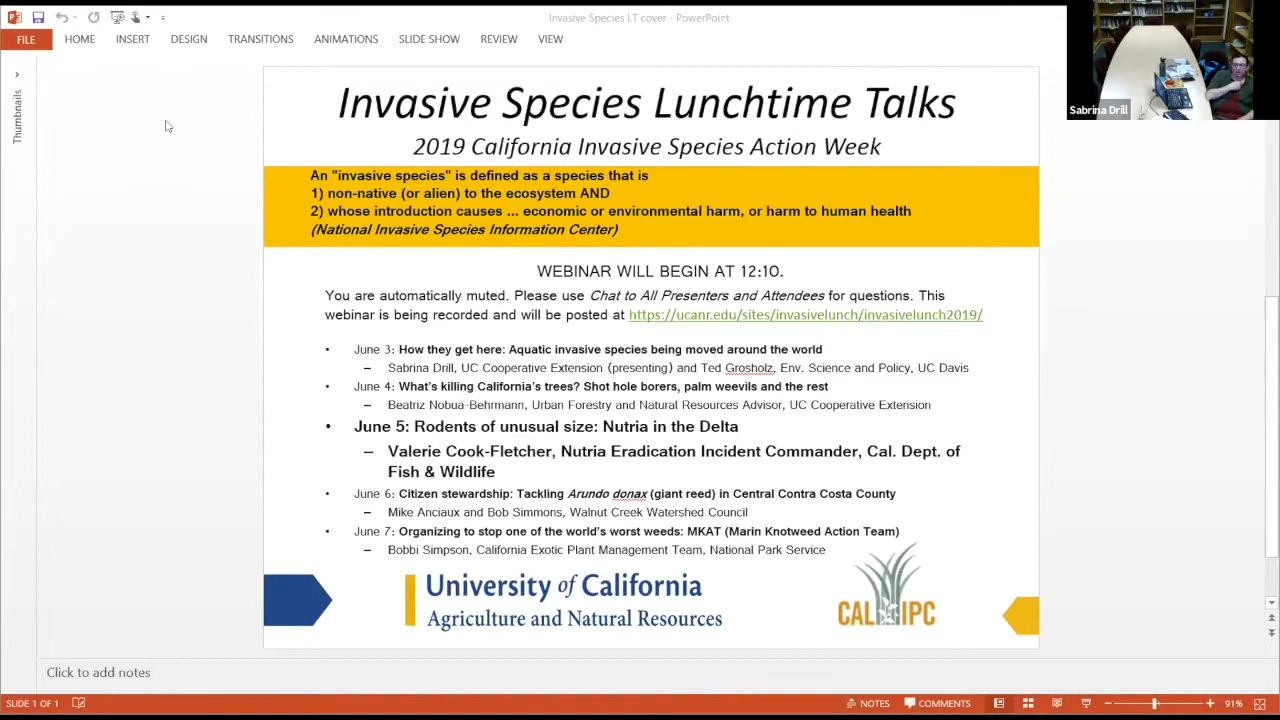 Invasive Species LT cover - PowerPoint
FILE HOME INSERT DESIGN TRANSITIONS ANIMATIONS SLIDE SHOW REVIEW VIEW
Thumbnails
Sabrina Drill
Invasive Species Lunchtime Talks
2019 California Invasive Species Action Week
An "invasive species" is defined as a species that is
1) non-native (or alien) to the ecosystem AND
2) whose introduction causes ... economic or environmental harm, or harm to human health
(National Invasive Species Information Center)
WEBINAR WILL BEGIN AT 12:10.
You are automatically muted. Please use Chat to All Presenters and Attendees for questions. This
webinar is being recorded and will be posted at https://ucanr.edu/sites/invasivelunch/invasivelunch2019/
• June 3: How they get here: Aquatic invasive species being moved around the world
– Sabrina Drill, UC Cooperative Extension (presenting) and Ted Grosholz, Env. Science and Policy, UC Davis
• June 4: What's killing California's trees? Shot hole borers, palm weevils and the rest
– Beatriz Nobua-Behrmann, Urban Forestry and Natural Resources Advisor, UC Cooperative Extension
• June 5: Rodents of unusual size: Nutria in the Delta
– Valerie Cook-Fletcher, Nutria Eradication Incident Commander, Cal. Dept. of
Fish & Wildlife
• June 6: Citizen stewardship: Tackling Arundo donax (giant reed) in Central Contra Costa County
– Mike Anciaux and Bob Simmons, Walnut Creek Watershed Council
• June 7: Organizing to stop one of the world's worst weeds: MKAT (Marin Knotweed Action Team)
– Bobbi Simpson, California Exotic Plant Management Team, National Park Service
University of California
Agriculture and Natural Resources
CAL IPC
Click to add notes
SLIDE 1 OF 1 NOTES COMMENTS 91%